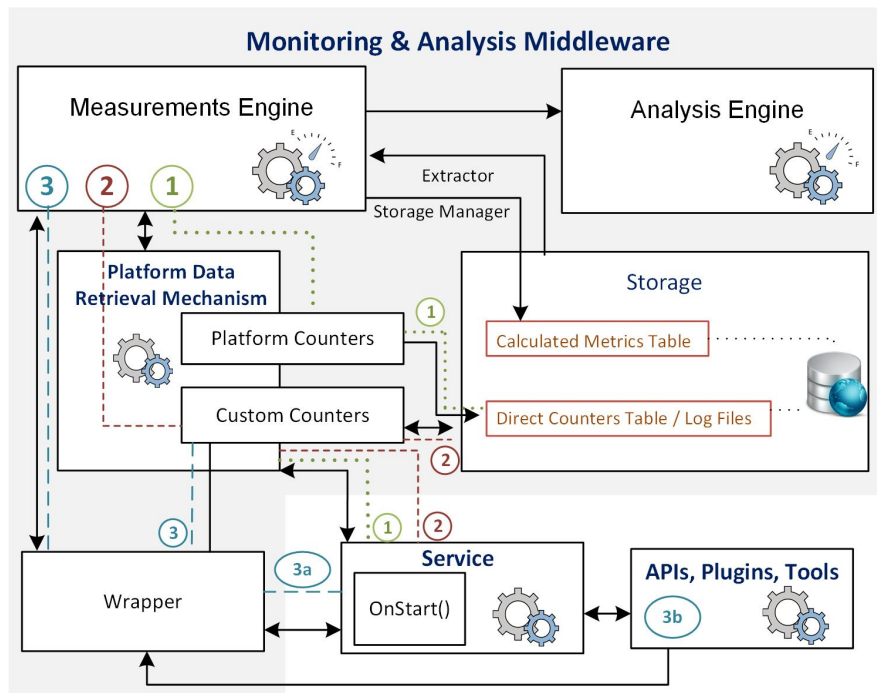 Monitoring & Analysis Middleware
Measurements Engine
E
F
3
2
1
Analysis Engine
E
F
Extractor
Storage Manager
Platform Data
Retrieval Mechanism
Platform Counters
Custom Counters
1
2
Storage
Calculated Metrics Table
Direct Counters Table / Log Files
3
1
2
Wrapper
3a
Service
OnStart()
APIs, Plugins, Tools
3b